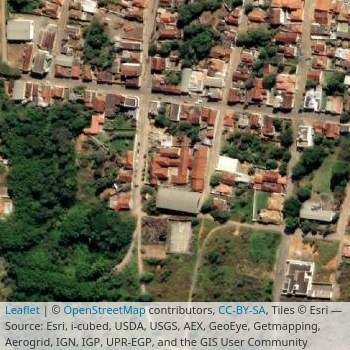 Leaflet | © OpenStreetMap contributors, CC-BY-SA, Tiles © Esri —
Source: Esri, i-cubed, USDA, USGS, AEX, GeoEye, Getmapping,
Aerogrid, IGN, IGP, UPR-EGP, and the GIS User Community